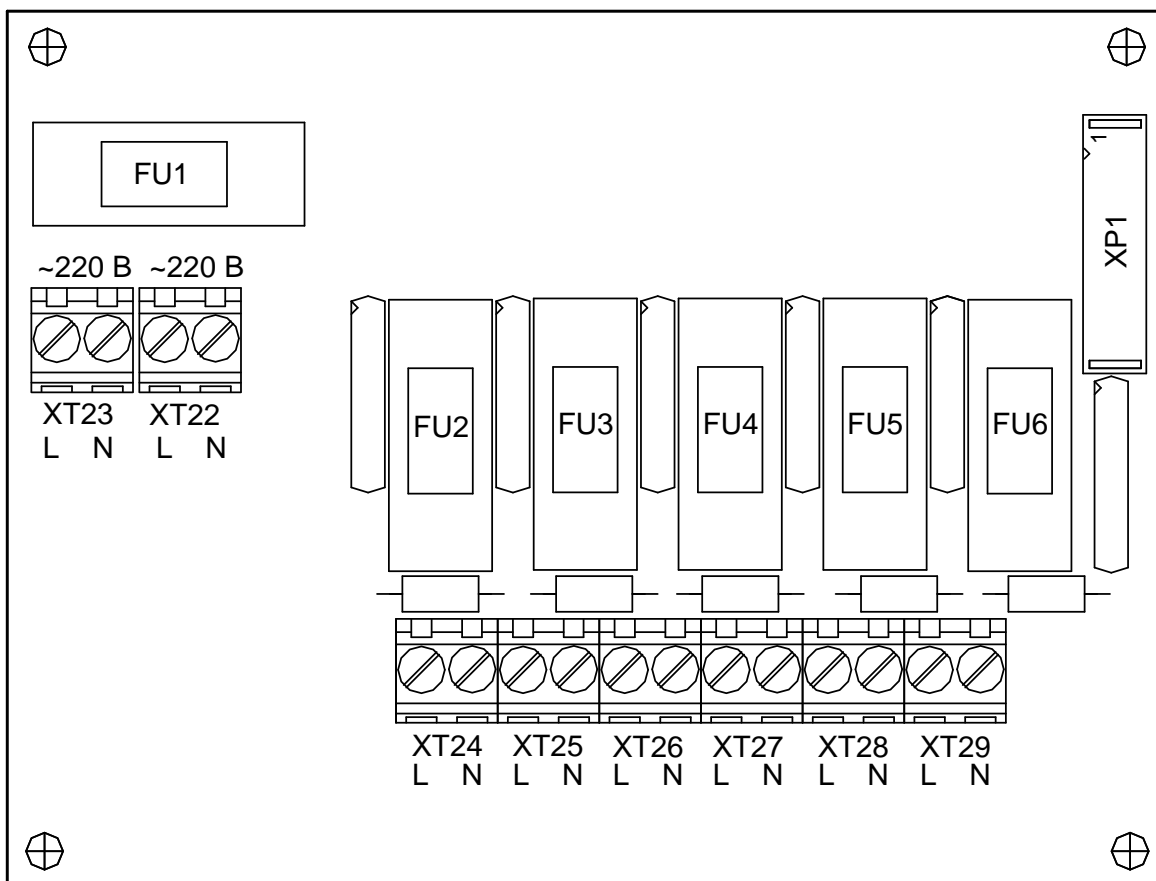 FU1
1
XP1
~220 В ~220 В
XT23 XT22
L N L N
FU2 FU3 FU4 FU5 FU6
XT24 XT25 XT26 XT27 XT28 XT29
L N L N L N L N L N L N